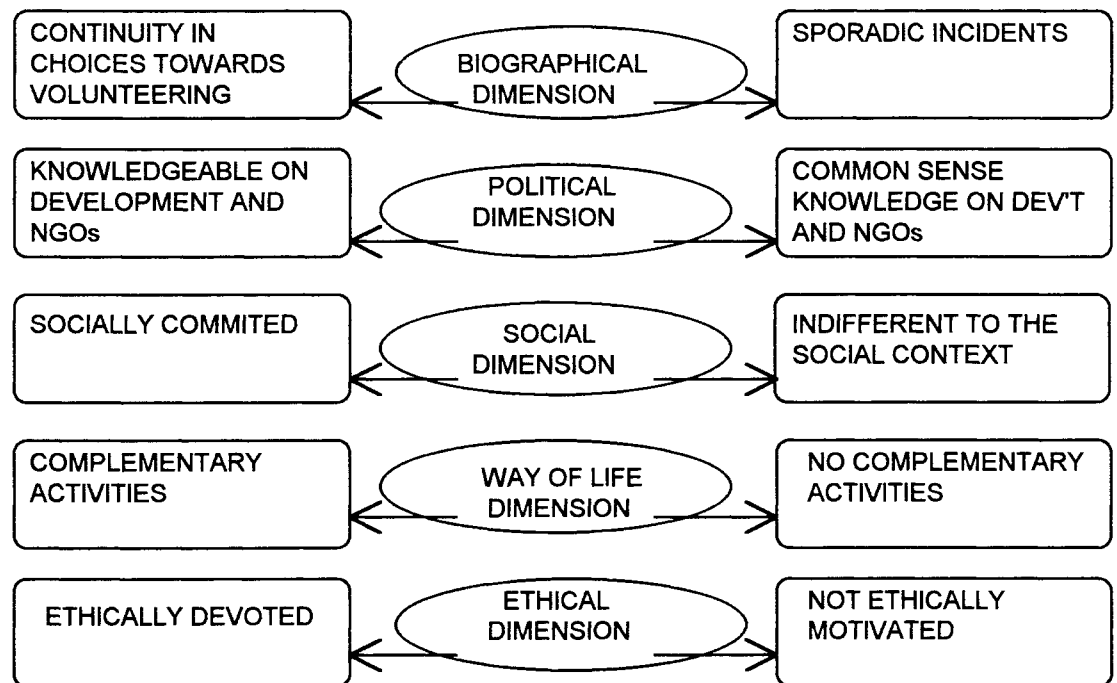 CONTINUITY IN
CHOICES TOWARDS
VOLUNTEERING
BIOGRAPHICAL
DIMENSION
SPORADIC INCIDENTS
KNOWLEDGEABLE ON
DEVELOPMENT AND
NGOs
POLITICAL
DIMENSION
COMMON SENSE
KNOWLEDGE ON DEV'T
AND NGOs
SOCIALLY COMMITED
SOCIAL
DIMENSION
INDIFFERENT TO THE
SOCIAL CONTEXT
COMPLEMENTARY
ACTIVITIES
WAY OF LIFE
DIMENSION
NO COMPLEMENTARY
ACTIVITIES
ETHICALLY DEVOTED
ETHICAL
DIMENSION
NOT ETHICALLY
MOTIVATED